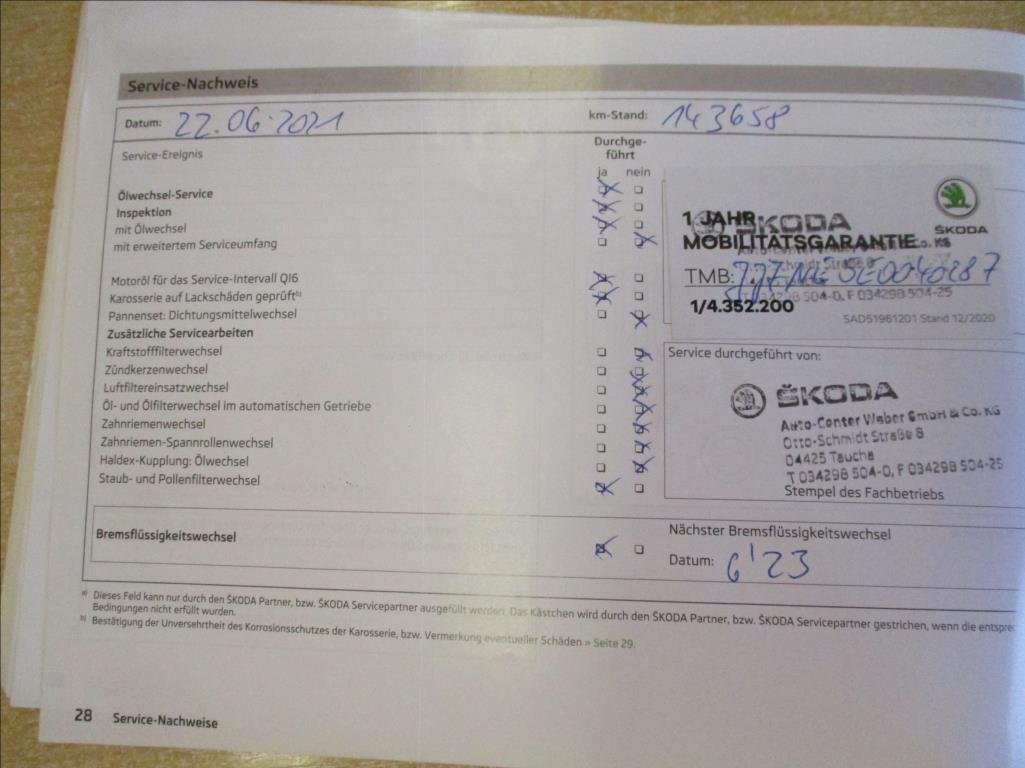 Service-Nachweis
Datum: 22.06.2021 km-Stand: 143658
Service-Ereignis
Durchge-
führt
ja nein
Ölwechsel-Service
Inspektion
mit Ölwechsel
mit erweitertem Serviceumfang
Motoröl für das Service-Intervall QI6
Karosserie auf Lackschäden geprüft b)
Pannenset: Dichtungsmittelwechsel
Zusätzliche Servicearbeiten
Kraftstofffilterwechsel
Zündkerzenwechsel
Luftfiltereinsatzwechsel
Öl- und Ölfilterwechsel im automatischen Getriebe
Zahnriemenwechsel
Zahnriemen-Spannrollenwechsel
Haldex-Kupplung: Ölwechsel
Staub- und Pollenfilterwechsel
ŠKODA
1 JAHR
MOBILITÄTSGARANTIE
ŠKODA
TMB:
T 034298 504-0, F 034298 504-25
1/4.352.200
SAD51961201 Stand 12/2020
Service durchgeführt von:
ŠKODA
Auto-Center Weber GmbH & Co. KG
Otto-Schmidt Straße 8
04425 Taucha
T 034298 504-0, F 034298 504-25
Stempel des Fachbetriebs
Bremsflüssigkeitswechsel
Nächster Bremsflüssigkeitswechsel
Datum: 6'23
a) Dieses Feld kann nur durch den ŠKODA Partner, bzw. ŠKODA Servicepartner ausgefüllt werden. Das Kästchen wird durch den ŠKODA Partner, bzw. ŠKODA Servicepartner gestrichen, wenn die entspre
Bedingungen nicht erfüllt wurden.
b) Bestätigung der Unversehrtheit des Korrosionsschutzes der Karosserie, bzw. Vermerkung eventueller Schäden » Seite 29.
28 Service-Nachweise